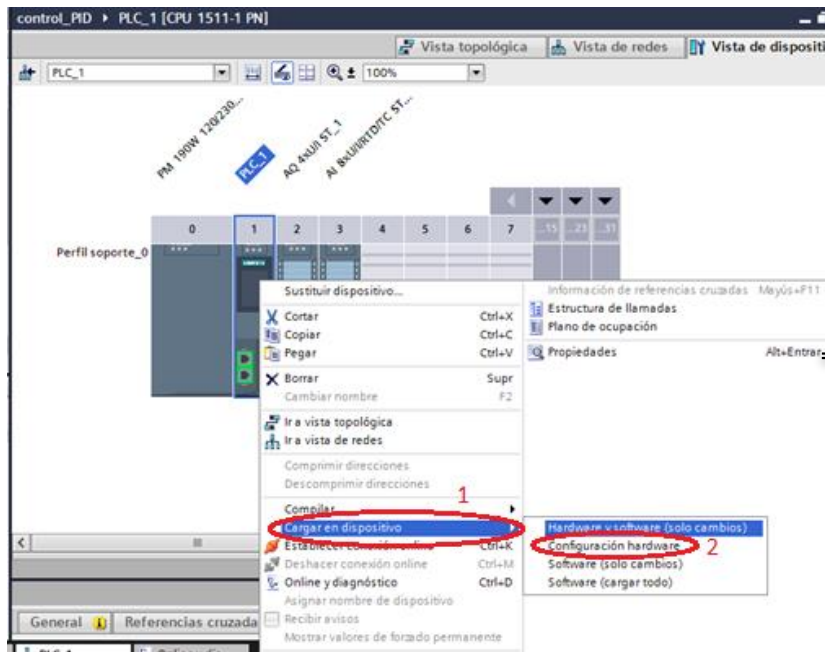 control_PID ▸ PLC_1 [CPU 1511-1 PN]
Vista topológica Vista de redes Vista de dispositi
PLC_1 100%
PM 190W 120/230...
PLC_1
AQ 4xU/I ST_1
AI 8xU/I/RTD/TC ST...
0 1 2 3 4 5 6 7 ...15 ...23 ...31
Perfil soporte_0
SIEMENS
Sustituir dispositivo...
Cortar Ctrl+X
Copiar Ctrl+C
Pegar Ctrl+V
Borrar Supr
Cambiar nombre F2
Ir a vista topológica
Ir a vista de redes
Comprimir direcciones
Descomprimir direcciones
Compilar
Cargar en dispositivo
Establecer conexión online Ctrl+K
Deshacer conexión online Ctrl+M
Online y diagnóstico Ctrl+D
Asignar nombre de dispositivo
Recibir avisos
Mostrar valores de forzado permanente
Información de referencias cruzadas Mayús+F11
Estructura de llamadas
Plano de ocupación
Propiedades Alt+Entrar
1
Hardware y software (solo cambios)
Configuración hardware 2
Software (solo cambios)
Software (cargar todo)
General Referencias cruzada